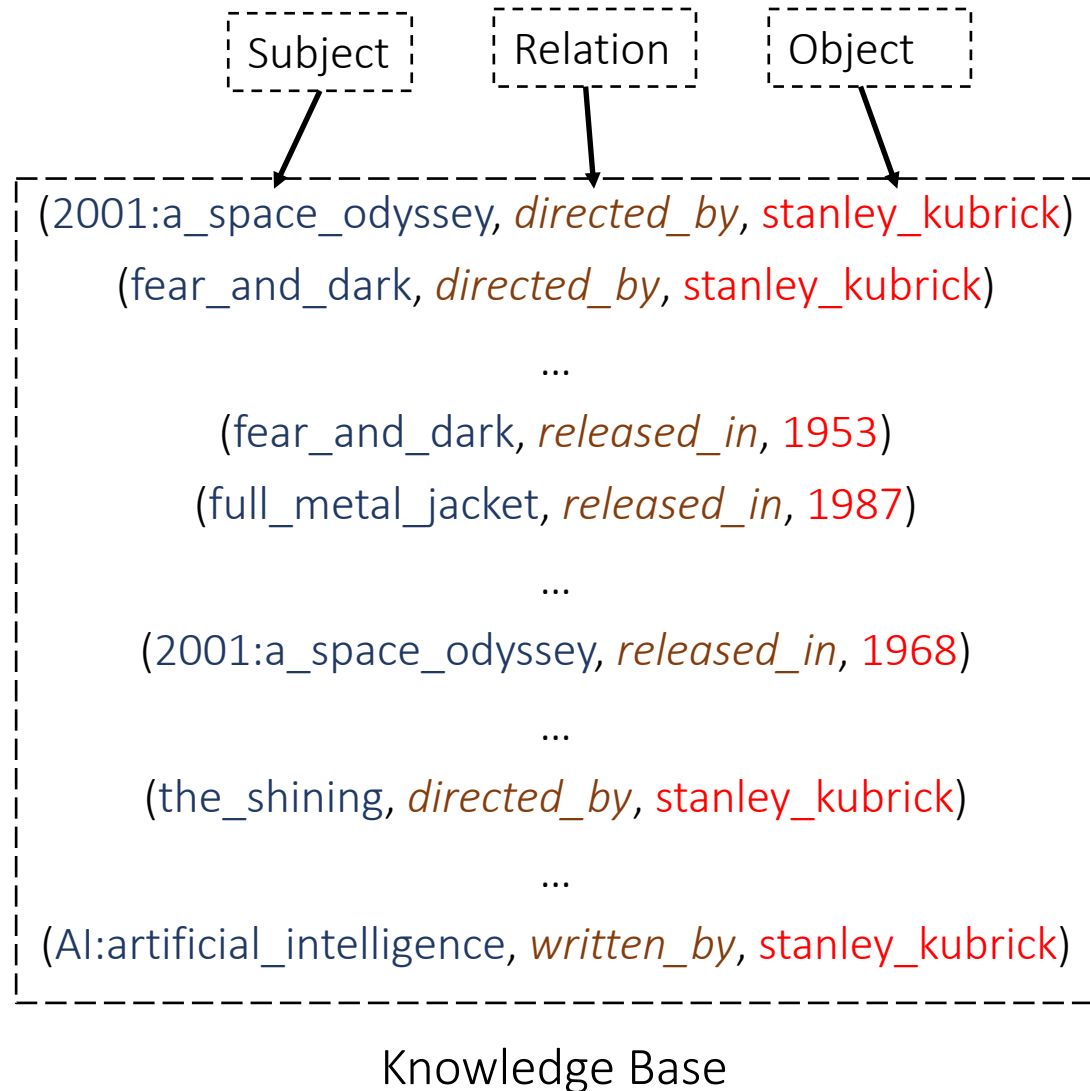 Subject Relation Object
(2001:a_space_odyssey, directed_by, stanley_kubrick)
(fear_and_dark, directed_by, stanley_kubrick)
...
(fear_and_dark, released_in, 1953)
(full_metal_jacket, released_in, 1987)
...
(2001:a_space_odyssey, released_in, 1968)
...
(the_shining, directed_by, stanley_kubrick)
...
(AI:artificial_intelligence, written_by, stanley_kubrick)
Knowledge Base